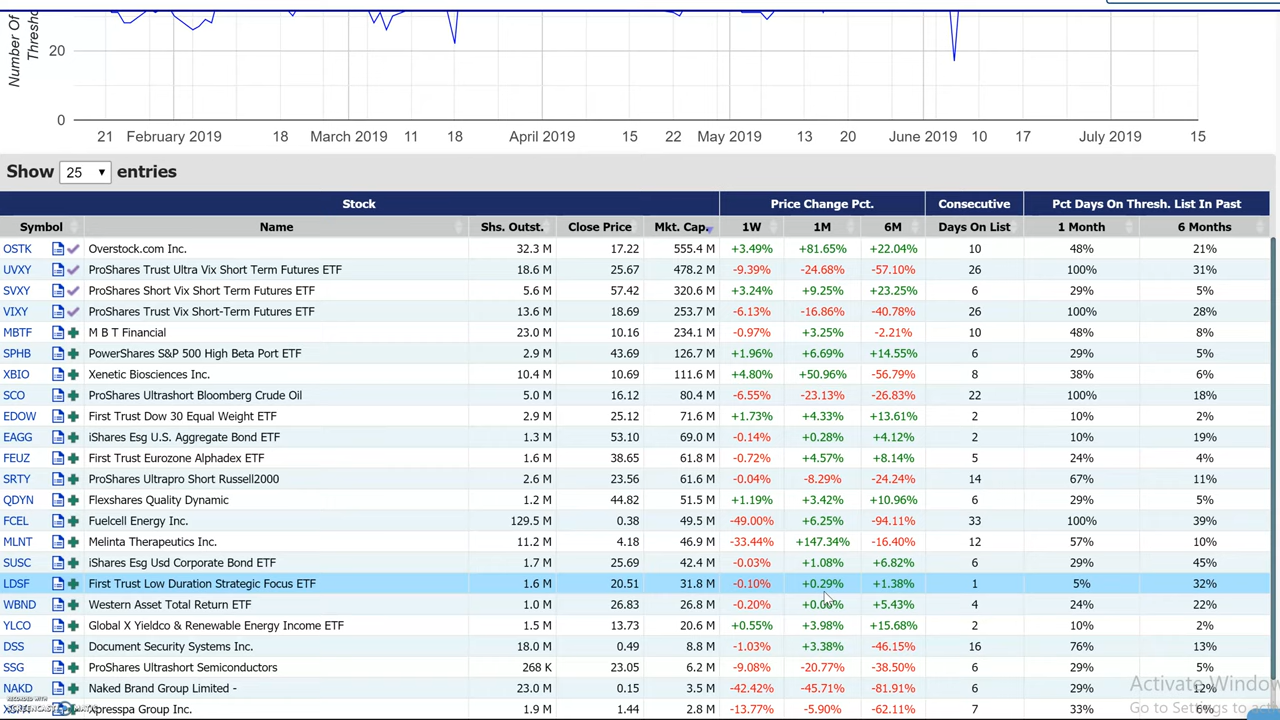 Number Of
Thresh
20
0
21 February 2019 18 March 2019 11 18 April 2019 15 22 May 2019 13 20 June 2019 10 17 July 2019 15
Show 25 entries
Stock Price Change Pct. Consecutive Pct Days On Thresh. List In Past
Symbol Name Shs. Outst. Close Price Mkt. Cap. 1W 1M 6M Days On List 1 Month 6 Months
OSTK Overstock.com Inc. 32.3 M 17.22 555.4 M +3.49% +81.65% +22.04% 10 48% 21%
UVXY ProShares Trust Ultra Vix Short Term Futures ETF 18.6 M 25.67 478.2 M -9.39% -24.68% -57.10% 26 100% 31%
SVXY ProShares Short Vix Short Term Futures ETF 5.6 M 57.42 320.6 M +3.24% +9.25% +23.25% 6 29% 5%
VIXY ProShares Trust Vix Short-Term Futures ETF 13.6 M 18.69 253.7 M -6.13% -16.86% -40.78% 26 100% 28%
MBTF M B T Financial 23.0 M 10.16 234.1 M -0.97% +3.25% -2.21% 10 48% 8%
SPHB PowerShares S&P 500 High Beta Port ETF 2.9 M 43.69 126.7 M +1.96% +6.69% +14.55% 6 29% 5%
XBIO Xenetic Biosciences Inc. 10.4 M 10.69 111.6 M +4.80% +50.96% -56.79% 8 38% 6%
SCO ProShares Ultrashort Bloomberg Crude Oil 5.0 M 16.12 80.4 M -6.55% -23.13% -26.83% 22 100% 18%
EDOW First Trust Dow 30 Equal Weight ETF 2.9 M 25.12 71.6 M +1.73% +4.33% +13.61% 2 10% 2%
EAGG iShares Esg U.S. Aggregate Bond ETF 1.3 M 53.10 69.0 M -0.14% +0.28% +4.12% 2 10% 19%
FEUZ First Trust Eurozone Alphadex ETF 1.6 M 38.65 61.8 M -0.72% +4.57% +8.14% 5 24% 4%
SRTY ProShares Ultrapro Short Russell2000 2.6 M 23.56 61.6 M -0.04% -8.29% -24.24% 14 67% 11%
QDYN Flexshares Quality Dynamic 1.2 M 44.82 51.5 M +1.19% +3.42% +10.96% 6 29% 5%
FCEL Fuelcell Energy Inc. 129.5 M 0.38 49.5 M -49.00% +6.25% -94.11% 33 100% 39%
MLNT Melinta Therapeutics Inc. 11.2 M 4.18 46.9 M -33.44% +147.34% -16.40% 12 57% 10%
SUSC iShares Esg Usd Corporate Bond ETF 1.7 M 25.69 42.4 M -0.03% +1.08% +6.82% 6 29% 45%
LDSF First Trust Low Duration Strategic Focus ETF 1.6 M 20.51 31.8 M -0.10% +0.29% +1.38% 1 5% 32%
WBND Western Asset Total Return ETF 1.0 M 26.83 26.8 M -0.20% +5.43% 4 24% 22%
YLCO Global X Yieldco & Renewable Energy Income ETF 1.5 M 13.73 20.6 M +0.55% +3.98% +15.68% 2 10% 2%
DSS Document Security Systems Inc. 18.0 M 0.49 8.8 M -1.03% +3.38% -46.15% 16 76% 13%
SSG ProShares Ultrashort Semiconductors 268 K 23.05 6.2 M -9.08% -20.77% -38.50% 6 29% 5%
NAKD Naked Brand Group Limited - 23.0 M 0.15 3.5 M -42.42% -45.71% -81.91% 6 29% 12%
Xpresspa Group Inc. 1.9 M 1.44 2.8 M -13.77% -5.90% -62.11% 7 33% 6%
Activate Window
Go to Settings to act
RECORDED WITH